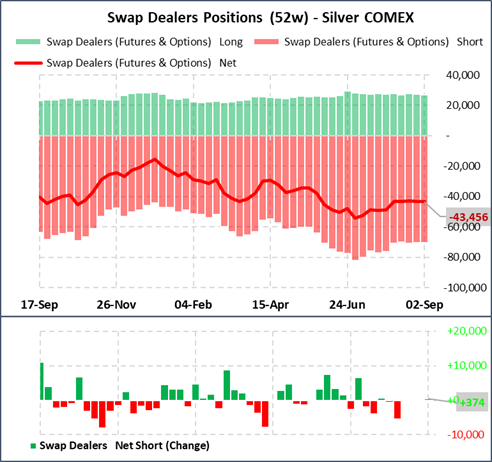 Swap Dealers Positions (52w) - Silver COMEX
Swap Dealers (Futures & Options) Long Swap Dealers (Futures & Options) Short
Swap Dealers (Futures & Options) Net
40,000
20,000
-
-20,000
-40,000
-43,456
-60,000
-80,000
-100,000
17-Sep 26-Nov 04-Feb 15-Apr 24-Jun 02-Sep
+20,000
+10,000
+0
+374
-10,000
Swap Dealers Net Short (Change)